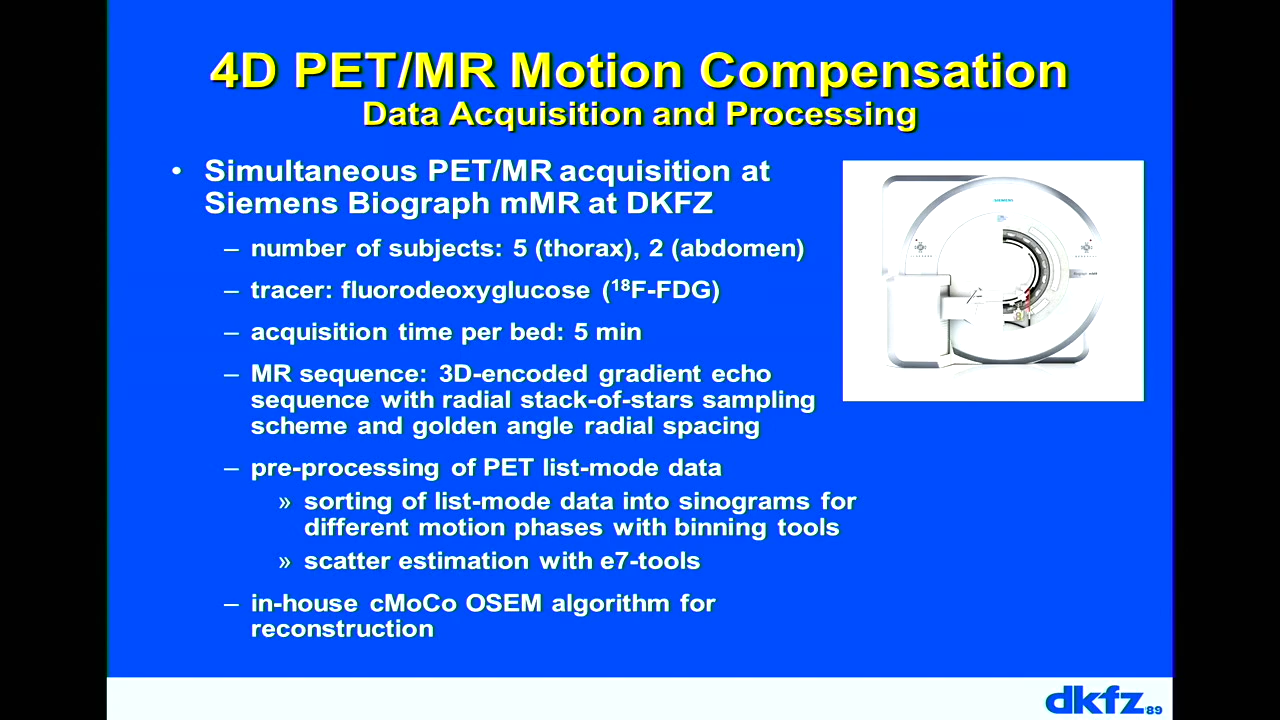 4D PET/MR Motion Compensation
Data Acquisition and Processing
• Simultaneous PET/MR acquisition at
Siemens Biograph mMR at DKFZ
– number of subjects: 5 (thorax), 2 (abdomen)
– tracer: fluorodeoxyglucose (¹⁸F-FDG)
– acquisition time per bed: 5 min
– MR sequence: 3D-encoded gradient echo
sequence with radial stack-of-stars sampling
scheme and golden angle radial spacing
– pre-processing of PET list-mode data
» sorting of list-mode data into sinograms for
different motion phases with binning tools
» scatter estimation with e7-tools
– in-house cMoCo OSEM algorithm for
reconstruction
SIEMENS
dkfz. 89